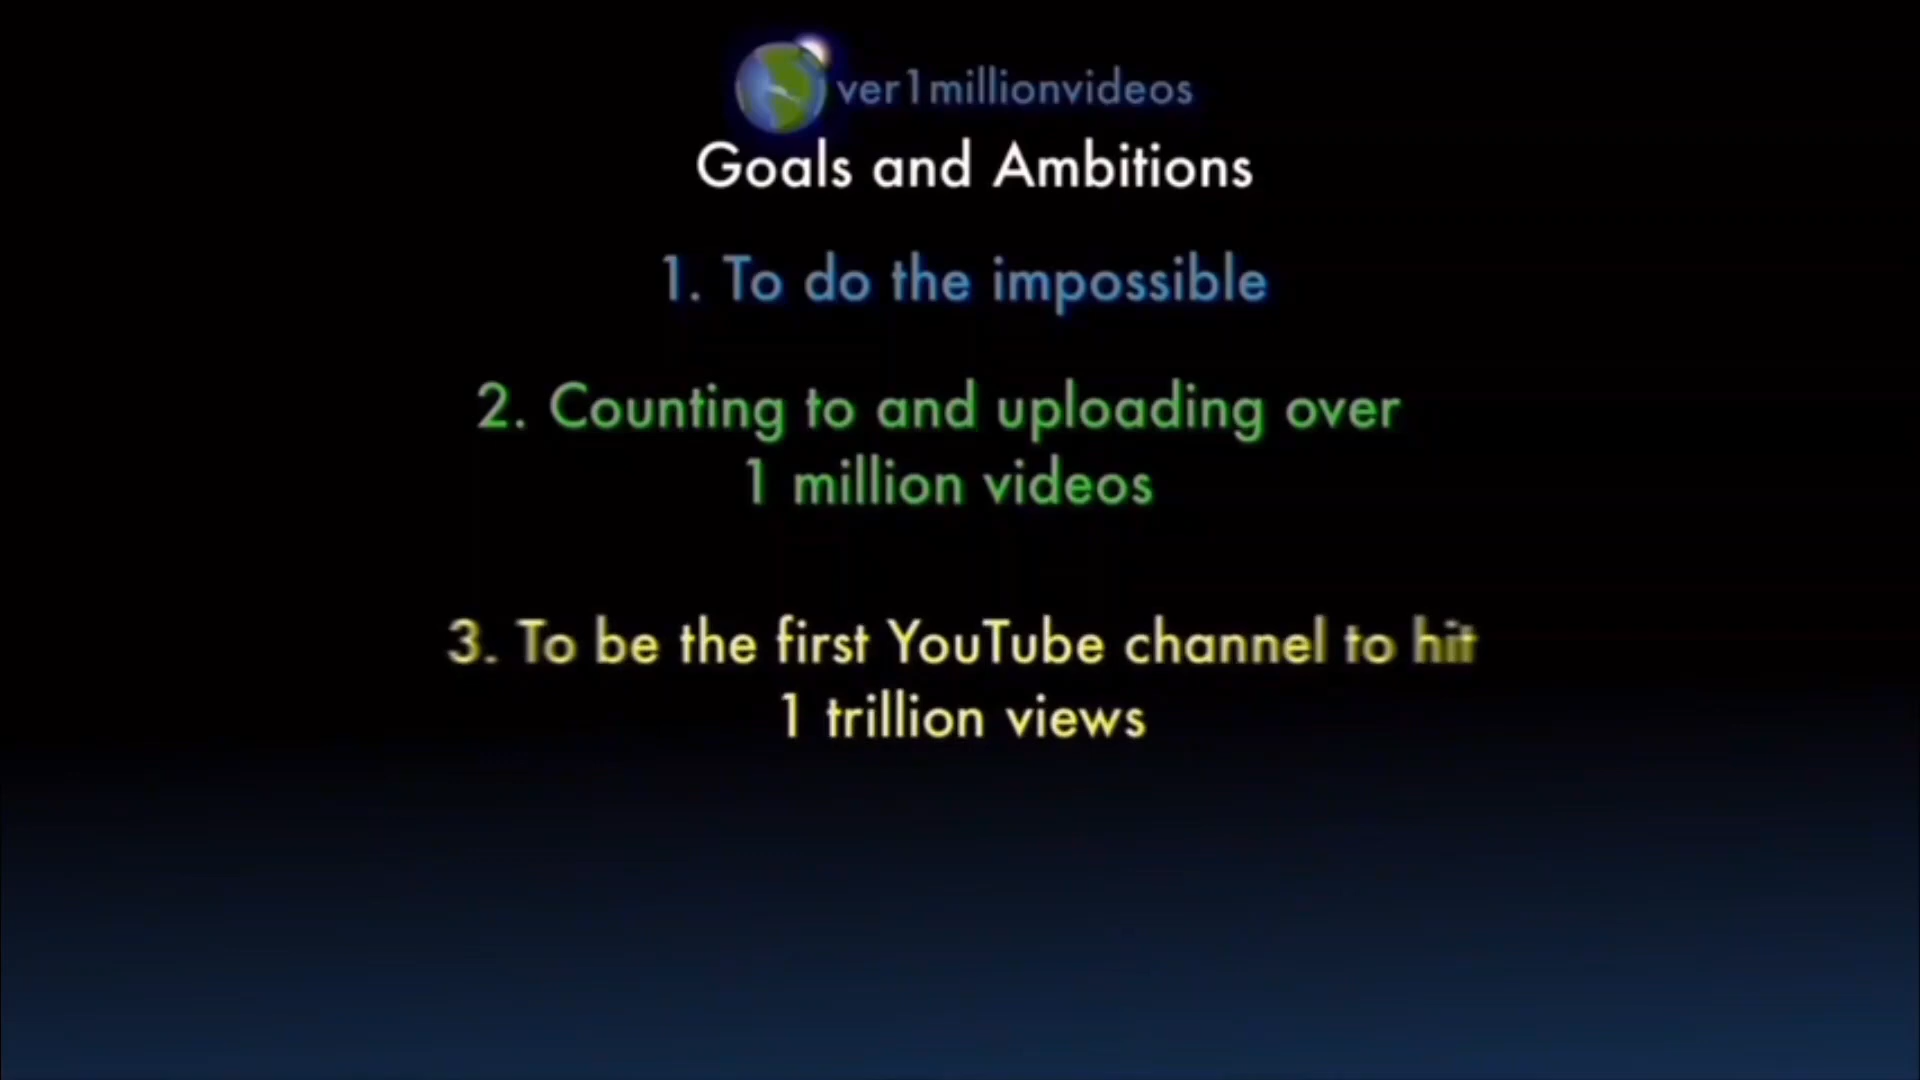 ver1millionvideos
Goals and Ambitions
1. To do the impossible
2. Counting to and uploading over
1 million videos
3. To be the first YouTube channel to hit
1 trillion views